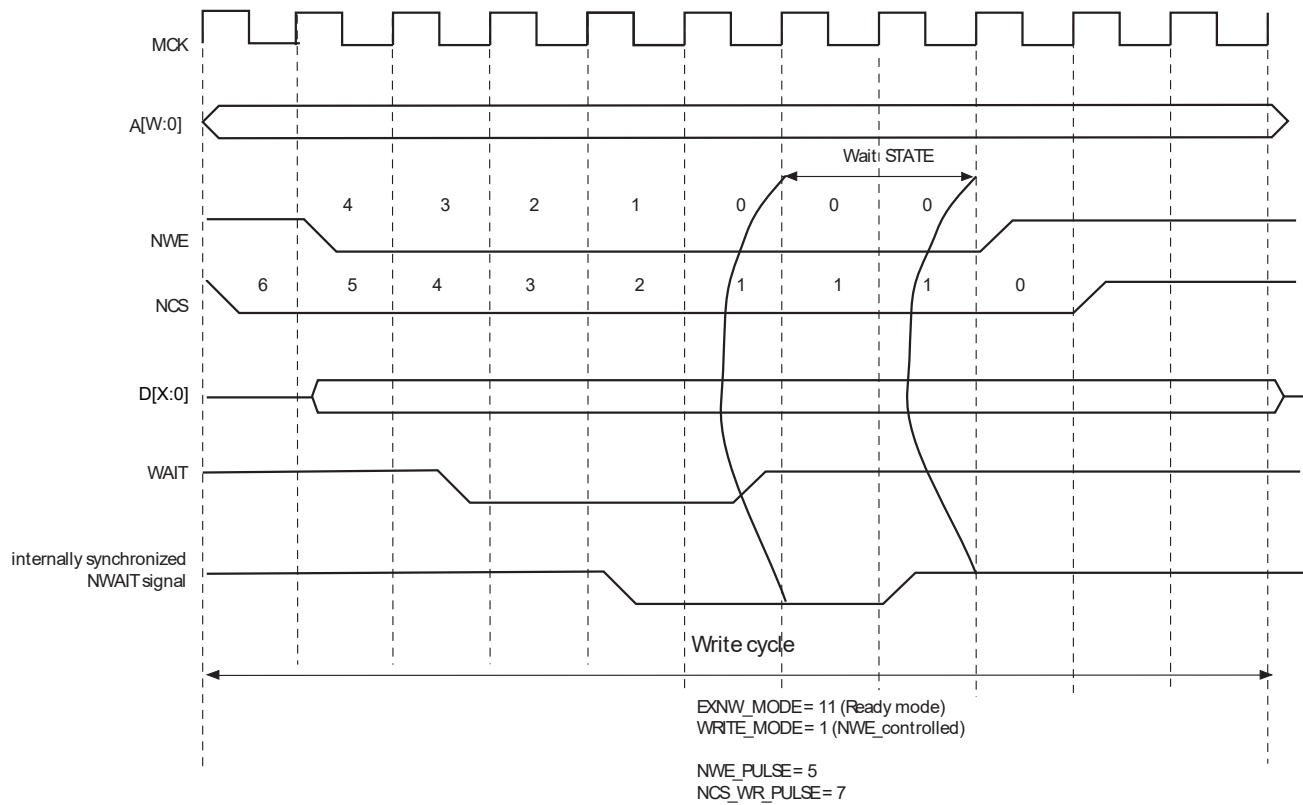 MCK
A[W:0]
Wait STATE
4 3 2 1 0 0 0
NWE
6 5 4 3 2 1 1 1 0
NCS
D[X:0]
WAIT
internally synchronized
NWAIT signal
Write cycle
EXNW_MODE = 11 (Ready mode)
WRITE_MODE = 1 (NWE_controlled)
NWE_PULSE = 5
NCS_WR_PULSE = 7